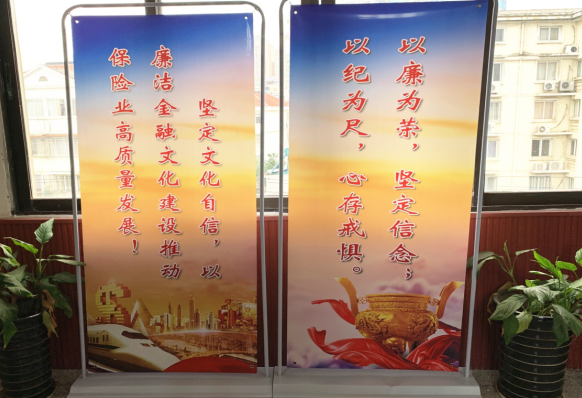 坚定文化自信，以
廉洁金融文化建设推动
保险业高质量发展！
以廉为荣，坚定信念；
以纪为尺，心存戒惧。